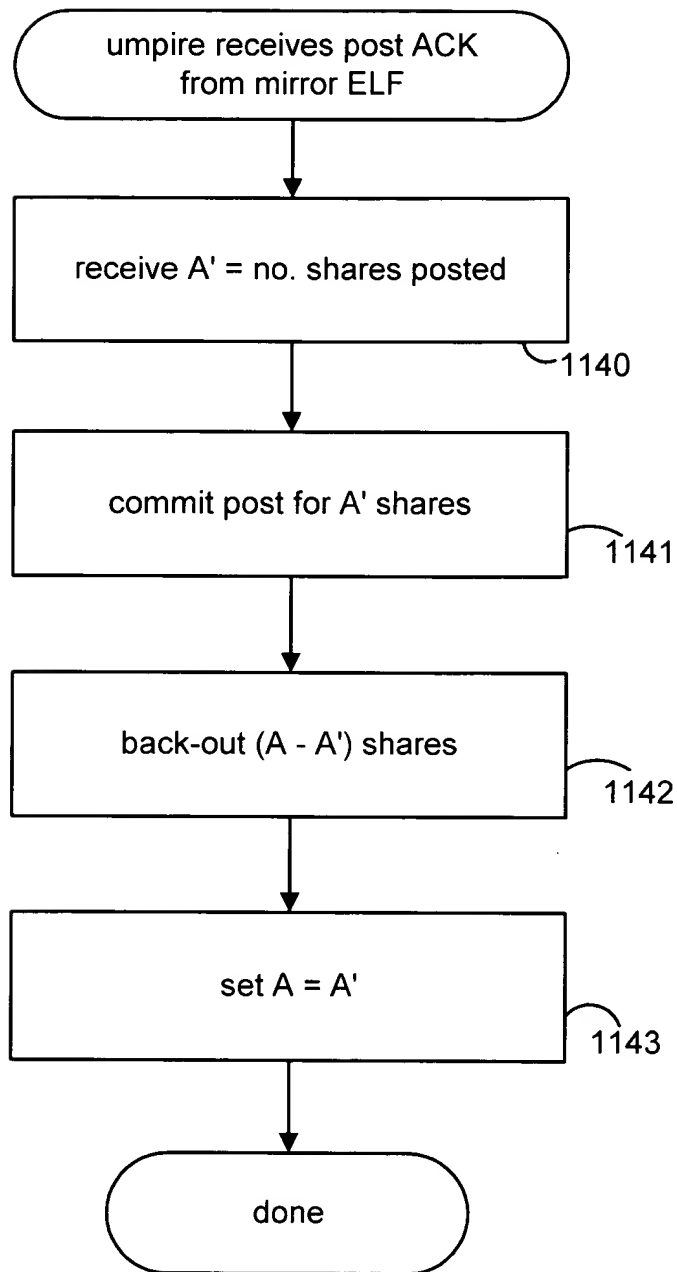 umpire receives post ACK
from mirror ELF
receive A' = no. shares posted
1140
commit post for A' shares
1141
back-out (A - A') shares
1142
set A = A'
1143
done